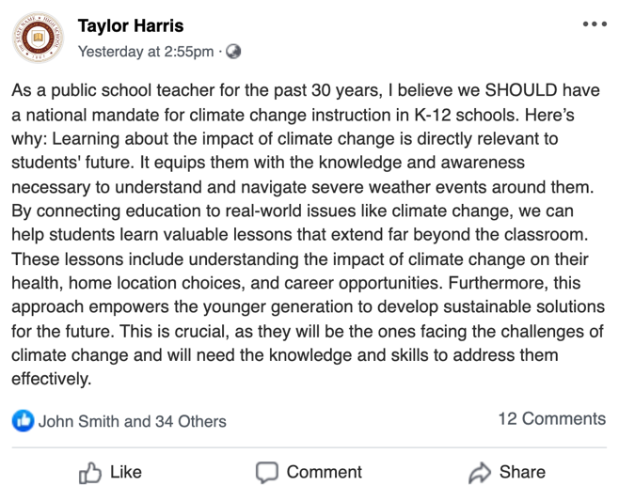 Taylor Harris
Yesterday at 2:55pm ·
As a public school teacher for the past 30 years, I believe we SHOULD have
a national mandate for climate change instruction in K-12 schools. Here’s
why: Learning about the impact of climate change is directly relevant to
students' future. It equips them with the knowledge and awareness
necessary to understand and navigate severe weather events around them.
By connecting education to real-world issues like climate change, we can
help students learn valuable lessons that extend far beyond the classroom.
These lessons include understanding the impact of climate change on their
health, home location choices, and career opportunities. Furthermore, this
approach empowers the younger generation to develop sustainable solutions
for the future. This is crucial, as they will be the ones facing the challenges of
climate change and will need the knowledge and skills to address them
effectively.
John Smith and 34 Others
12 Comments
Like
Comment
Share